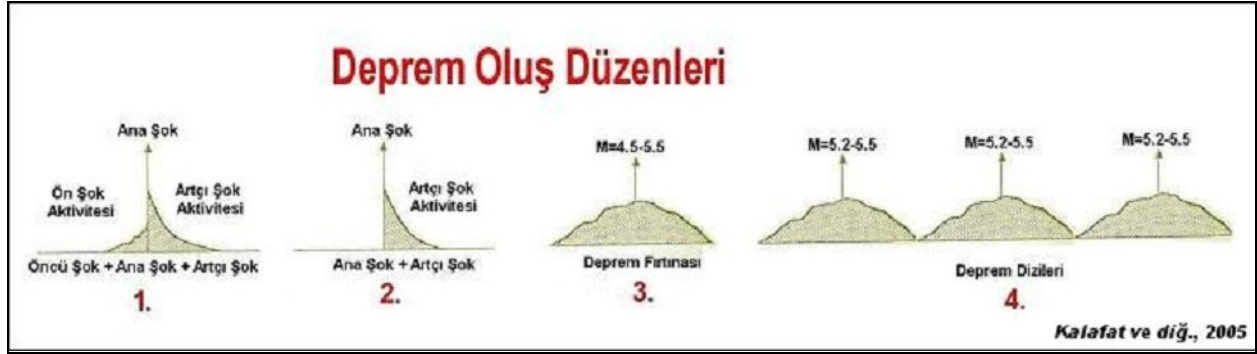 Deprem Oluş Düzenleri
Ana Şok
Ön Şok
Aktivitesi
Artçı Şok
Aktivitesi
Öncü Şok + Ana Şok + Artçı Şok
1.
Ana Şok
Artçı Şok
Aktivitesi
Ana Şok + Artçı Şok
2.
M=4.5-5.5
Deprem Fırtınası
3.
M=5.2-5.5
M=5.2-5.5
M=5.2-5.5
Deprem Dizileri
4.
Kalafat ve diğ., 2005